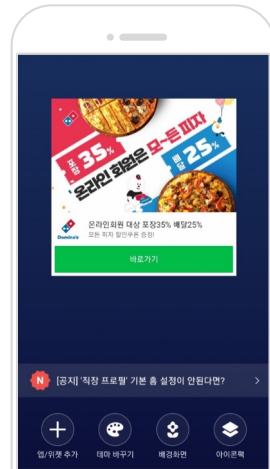 포장
35%
온라인 회원은 모-든 피자
배달
25%
Domino's
온라인회원 대상 포장35% 배달25%
모든 피자 할인쿠폰 증정!
바로가기
N [공지] '직장 프로필' 기본 홈 설정이 안된다면?
앱/위젯 추가 테마 바꾸기 배경화면 아이콘팩